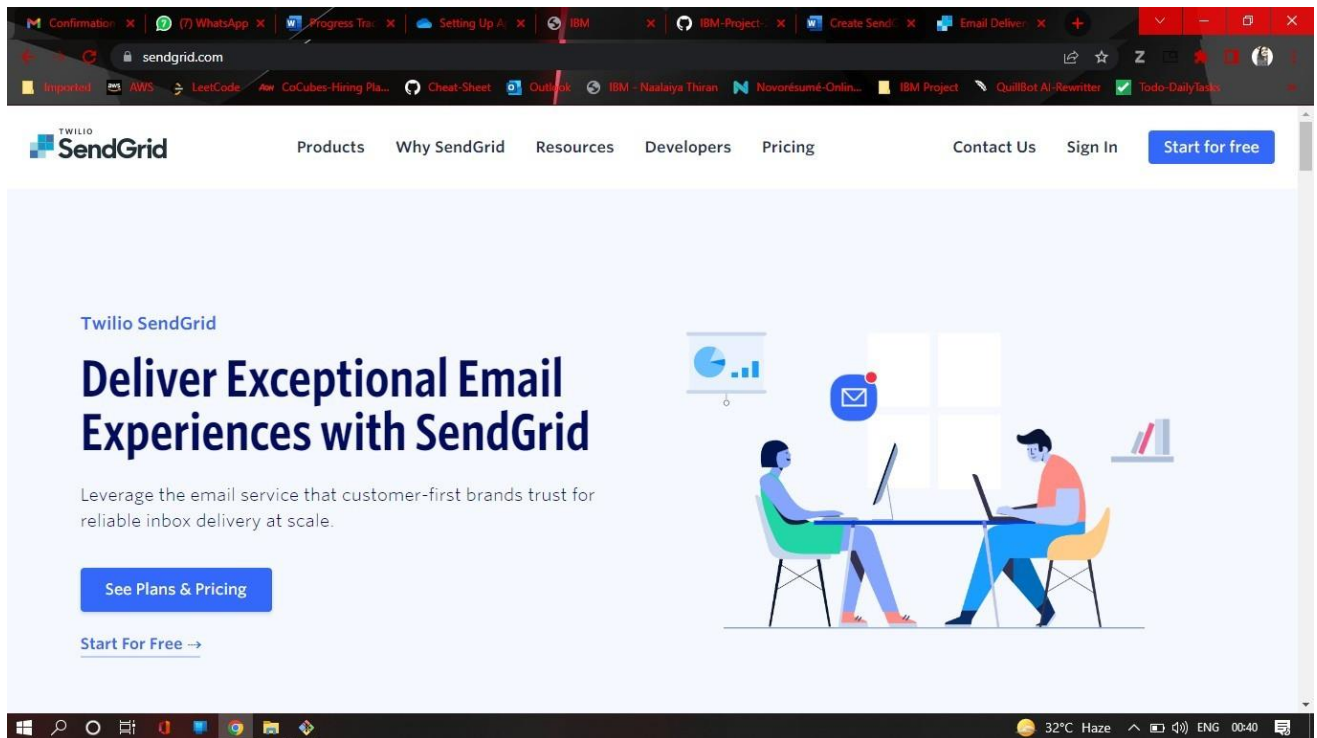 Confirmation
(7) WhatsApp
Progress Trac
Setting Up A
IBM
IBM-Project-
Create Send
Email Deliver
sendgrid.com
Imported
AWS
LeetCode
CoCubes-Hiring Pla...
Cheat-Sheet
Outlook
IBM - Naalaiya Thiran
Novorésumé-Onlin...
IBM Project
QuillBot AI-Rewritter
Todo-DailyTasks
TWILIO
SendGrid
Products
Why SendGrid
Resources
Developers
Pricing
Contact Us
Sign In
Start for free
Twilio SendGrid
Deliver Exceptional Email
Experiences with SendGrid
Leverage the email service that customer-first brands trust for
reliable inbox delivery at scale.
See Plans & Pricing
Start For Free →
32°C Haze
ENG
00:40